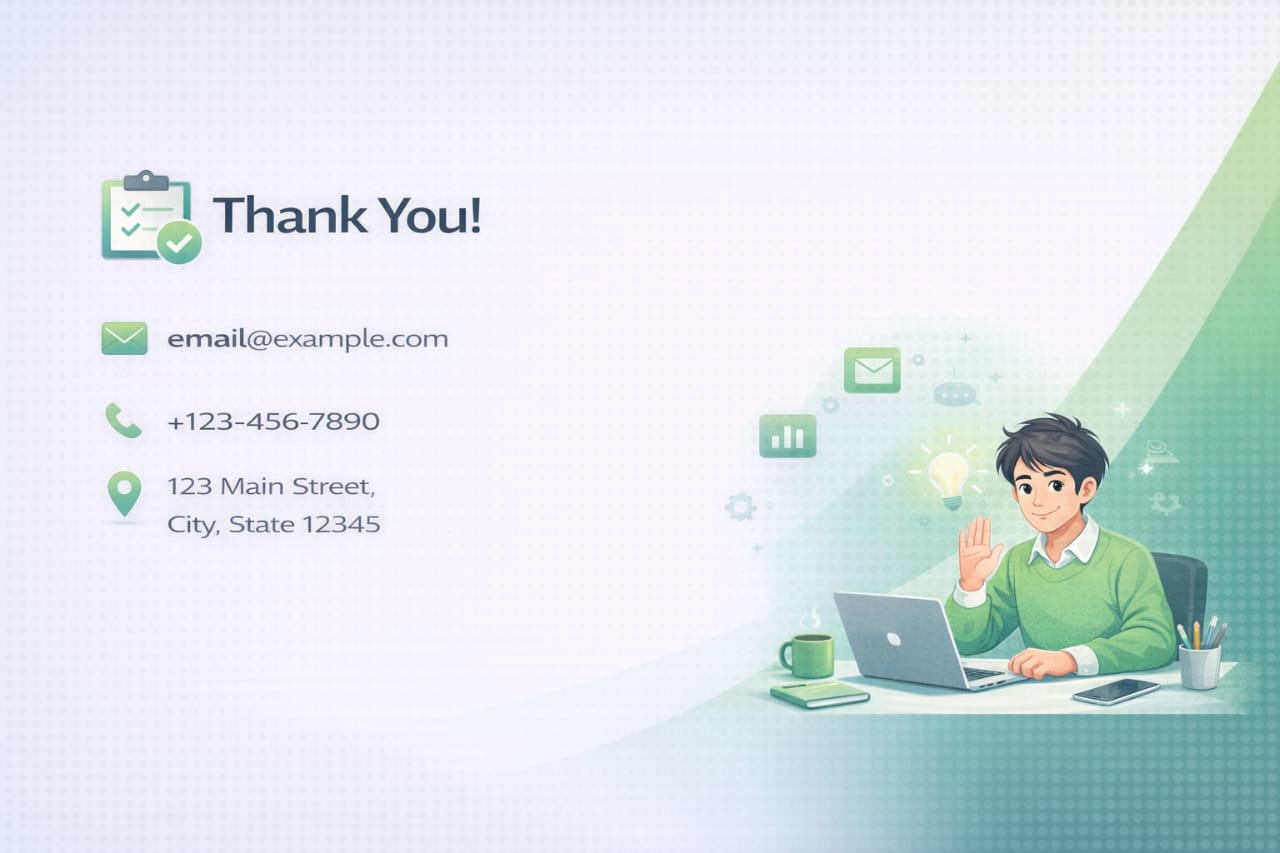 Thank You!
email@example.com
+123-456-7890
123 Main Street,
City, State 12345